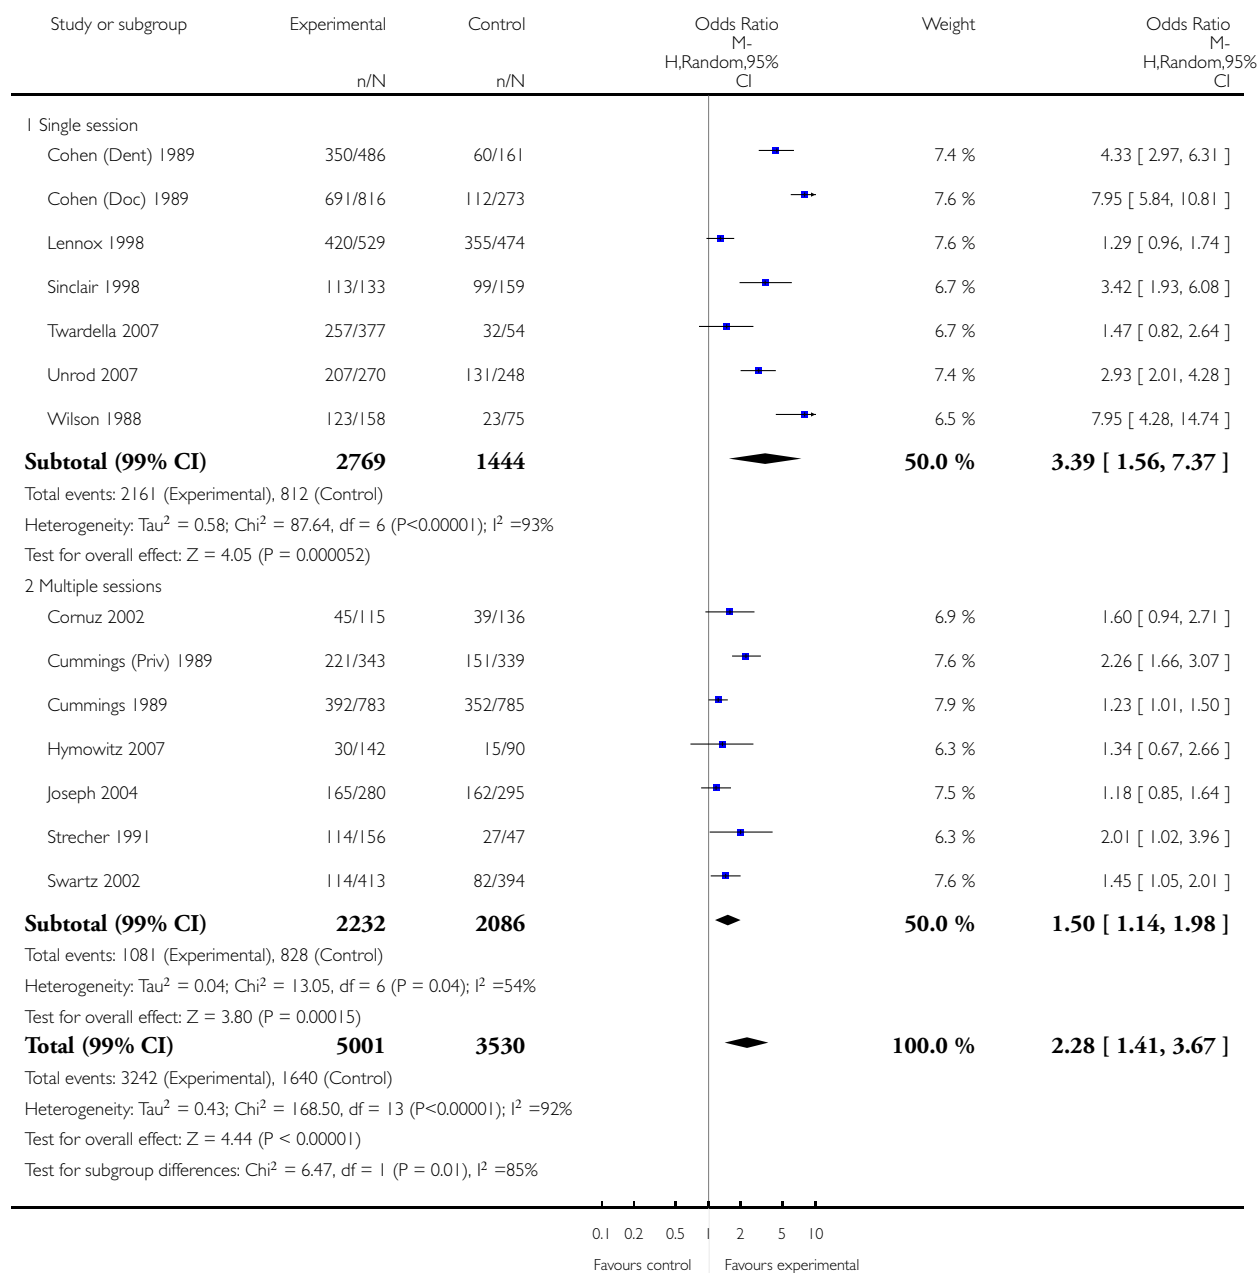 Study or subgroup Experimental Control Odds Ratio Weight Odds Ratio
M- M-
H,Random,95% H,Random,95%
n/N n/N CI CI
1 Single session
Cohen (Dent) 1989 350/486 60/161 7.4 % 4.33 [ 2.97, 6.31 ]
Cohen (Doc) 1989 691/816 112/273 7.6 % 7.95 [ 5.84, 10.81 ]
Lennox 1998 420/529 355/474 7.6 % 1.29 [ 0.96, 1.74 ]
Sinclair 1998 113/133 99/159 6.7 % 3.42 [ 1.93, 6.08 ]
Twardella 2007 257/377 32/54 6.7 % 1.47 [ 0.82, 2.64 ]
Unrod 2007 207/270 131/248 7.4 % 2.93 [ 2.01, 4.28 ]
Wilson 1988 123/158 23/75 6.5 % 7.95 [ 4.28, 14.74 ]
Subtotal (99% CI) 2769 1444 50.0 % 3.39 [ 1.56, 7.37 ]
Total events: 2161 (Experimental), 812 (Control)
Heterogeneity: Tau² = 0.58; Chi² = 87.64, df = 6 (P<0.00001); I² =93%
Test for overall effect: Z = 4.05 (P = 0.000052)
2 Multiple sessions
Cornuz 2002 45/115 39/136 6.9 % 1.60 [ 0.94, 2.71 ]
Cummings (Priv) 1989 221/343 151/339 7.6 % 2.26 [ 1.66, 3.07 ]
Cummings 1989 392/783 352/785 7.9 % 1.23 [ 1.01, 1.50 ]
Hymowitz 2007 30/142 15/90 6.3 % 1.34 [ 0.67, 2.66 ]
Joseph 2004 165/280 162/295 7.5 % 1.18 [ 0.85, 1.64 ]
Strecher 1991 114/156 27/47 6.3 % 2.01 [ 1.02, 3.96 ]
Swartz 2002 114/413 82/394 7.6 % 1.45 [ 1.05, 2.01 ]
Subtotal (99% CI) 2232 2086 50.0 % 1.50 [ 1.14, 1.98 ]
Total events: 1081 (Experimental), 828 (Control)
Heterogeneity: Tau² = 0.04; Chi² = 13.05, df = 6 (P = 0.04); I² =54%
Test for overall effect: Z = 3.80 (P = 0.00015)
Total (99% CI) 5001 3530 100.0 % 2.28 [ 1.41, 3.67 ]
Total events: 3242 (Experimental), 1640 (Control)
Heterogeneity: Tau² = 0.43; Chi² = 168.50, df = 13 (P<0.00001); I² =92%
Test for overall effect: Z = 4.44 (P < 0.00001)
Test for subgroup differences: Chi² = 6.47, df = 1 (P = 0.01), I² =85%
0.1 0.2 0.5 1 2 5 10
Favours control Favours experimental